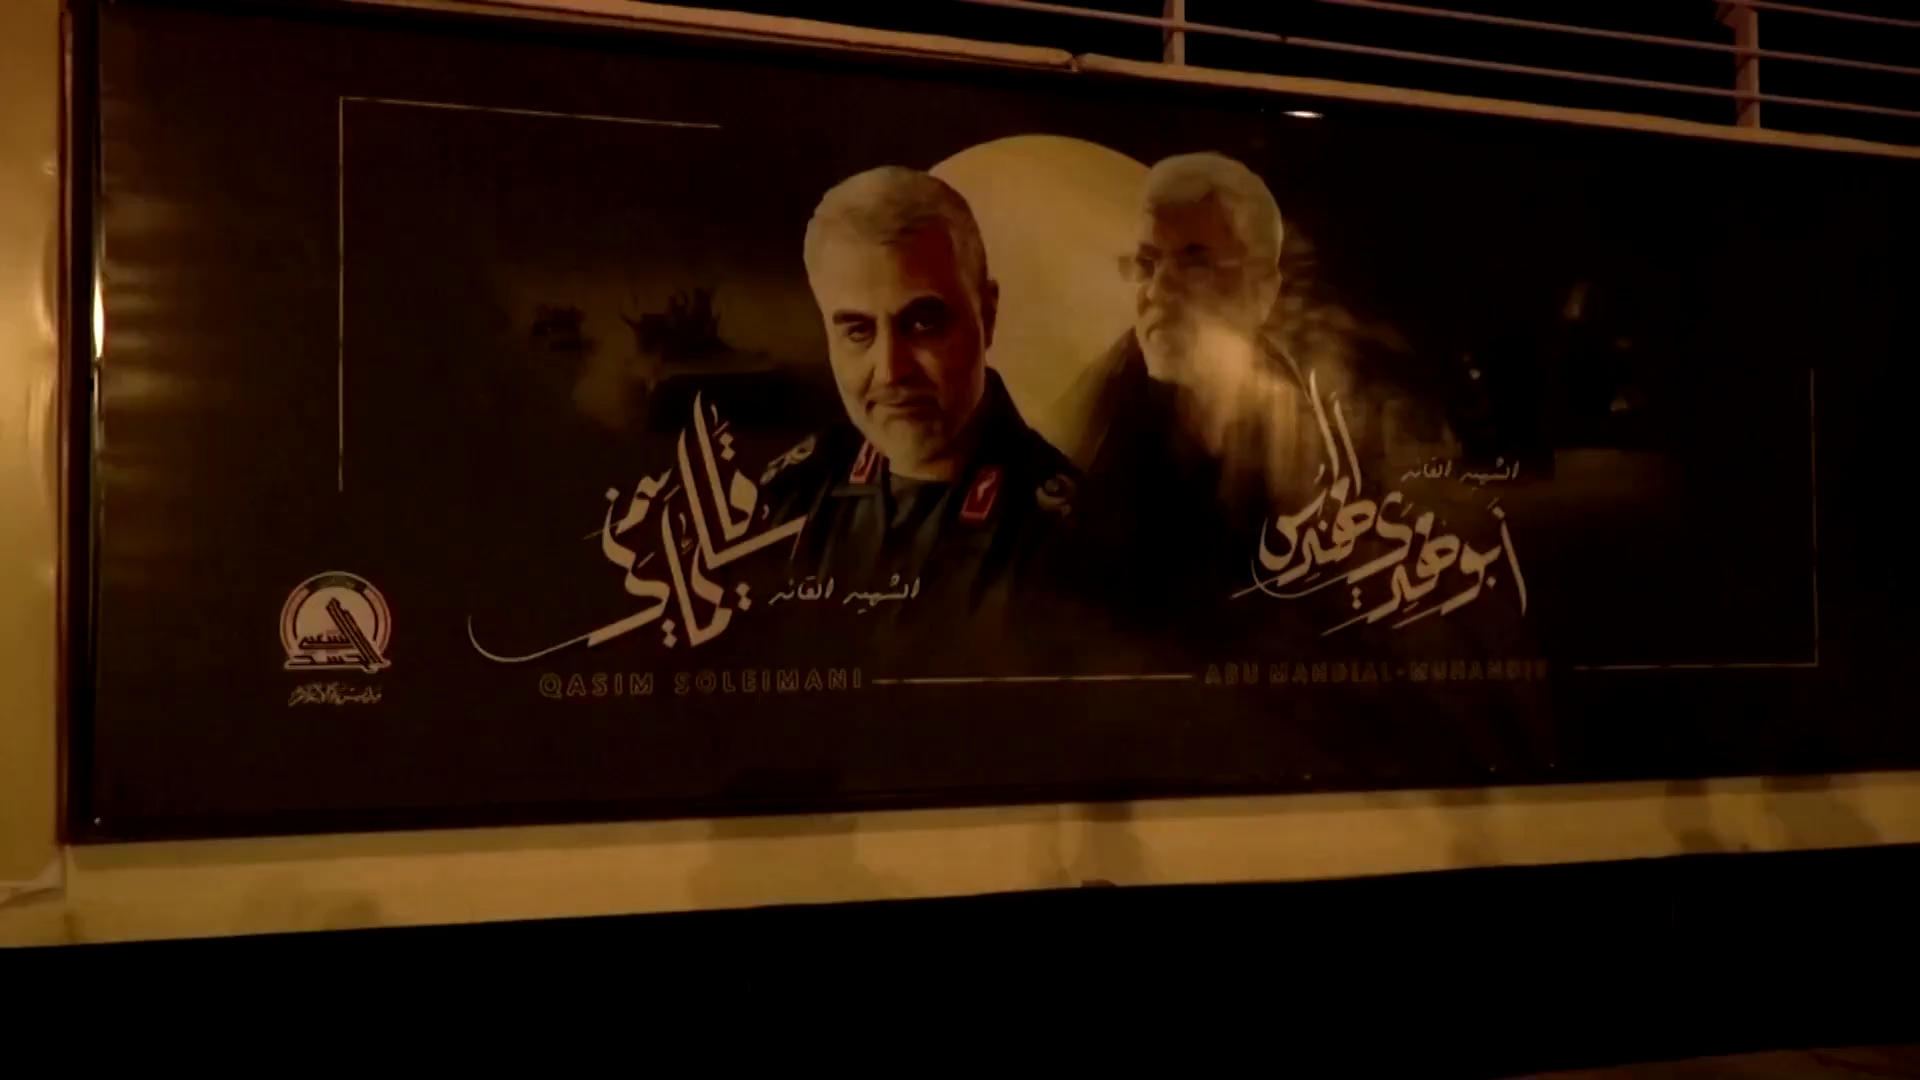 الشهيد القائد
قاسم سليماني
QASIM SOLEIMANI
الشهيد القائد
أبو مهدي المهندس
ABU MAHDI AL-MUHANDIS
الحشد الشعبي